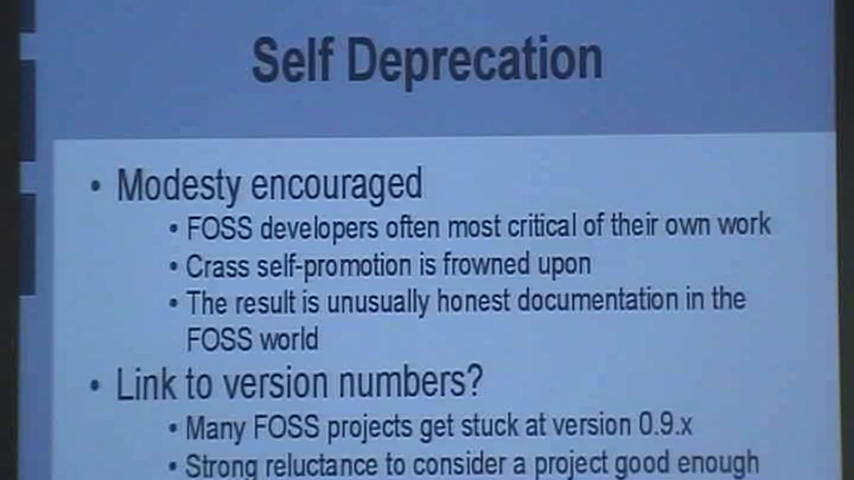 Self Deprecation
• Modesty encouraged
• FOSS developers often most critical of their own work
• Crass self-promotion is frowned upon
• The result is unusually honest documentation in the
FOSS world
• Link to version numbers?
• Many FOSS projects get stuck at version 0.9.x
• Strong reluctance to consider a project good enough